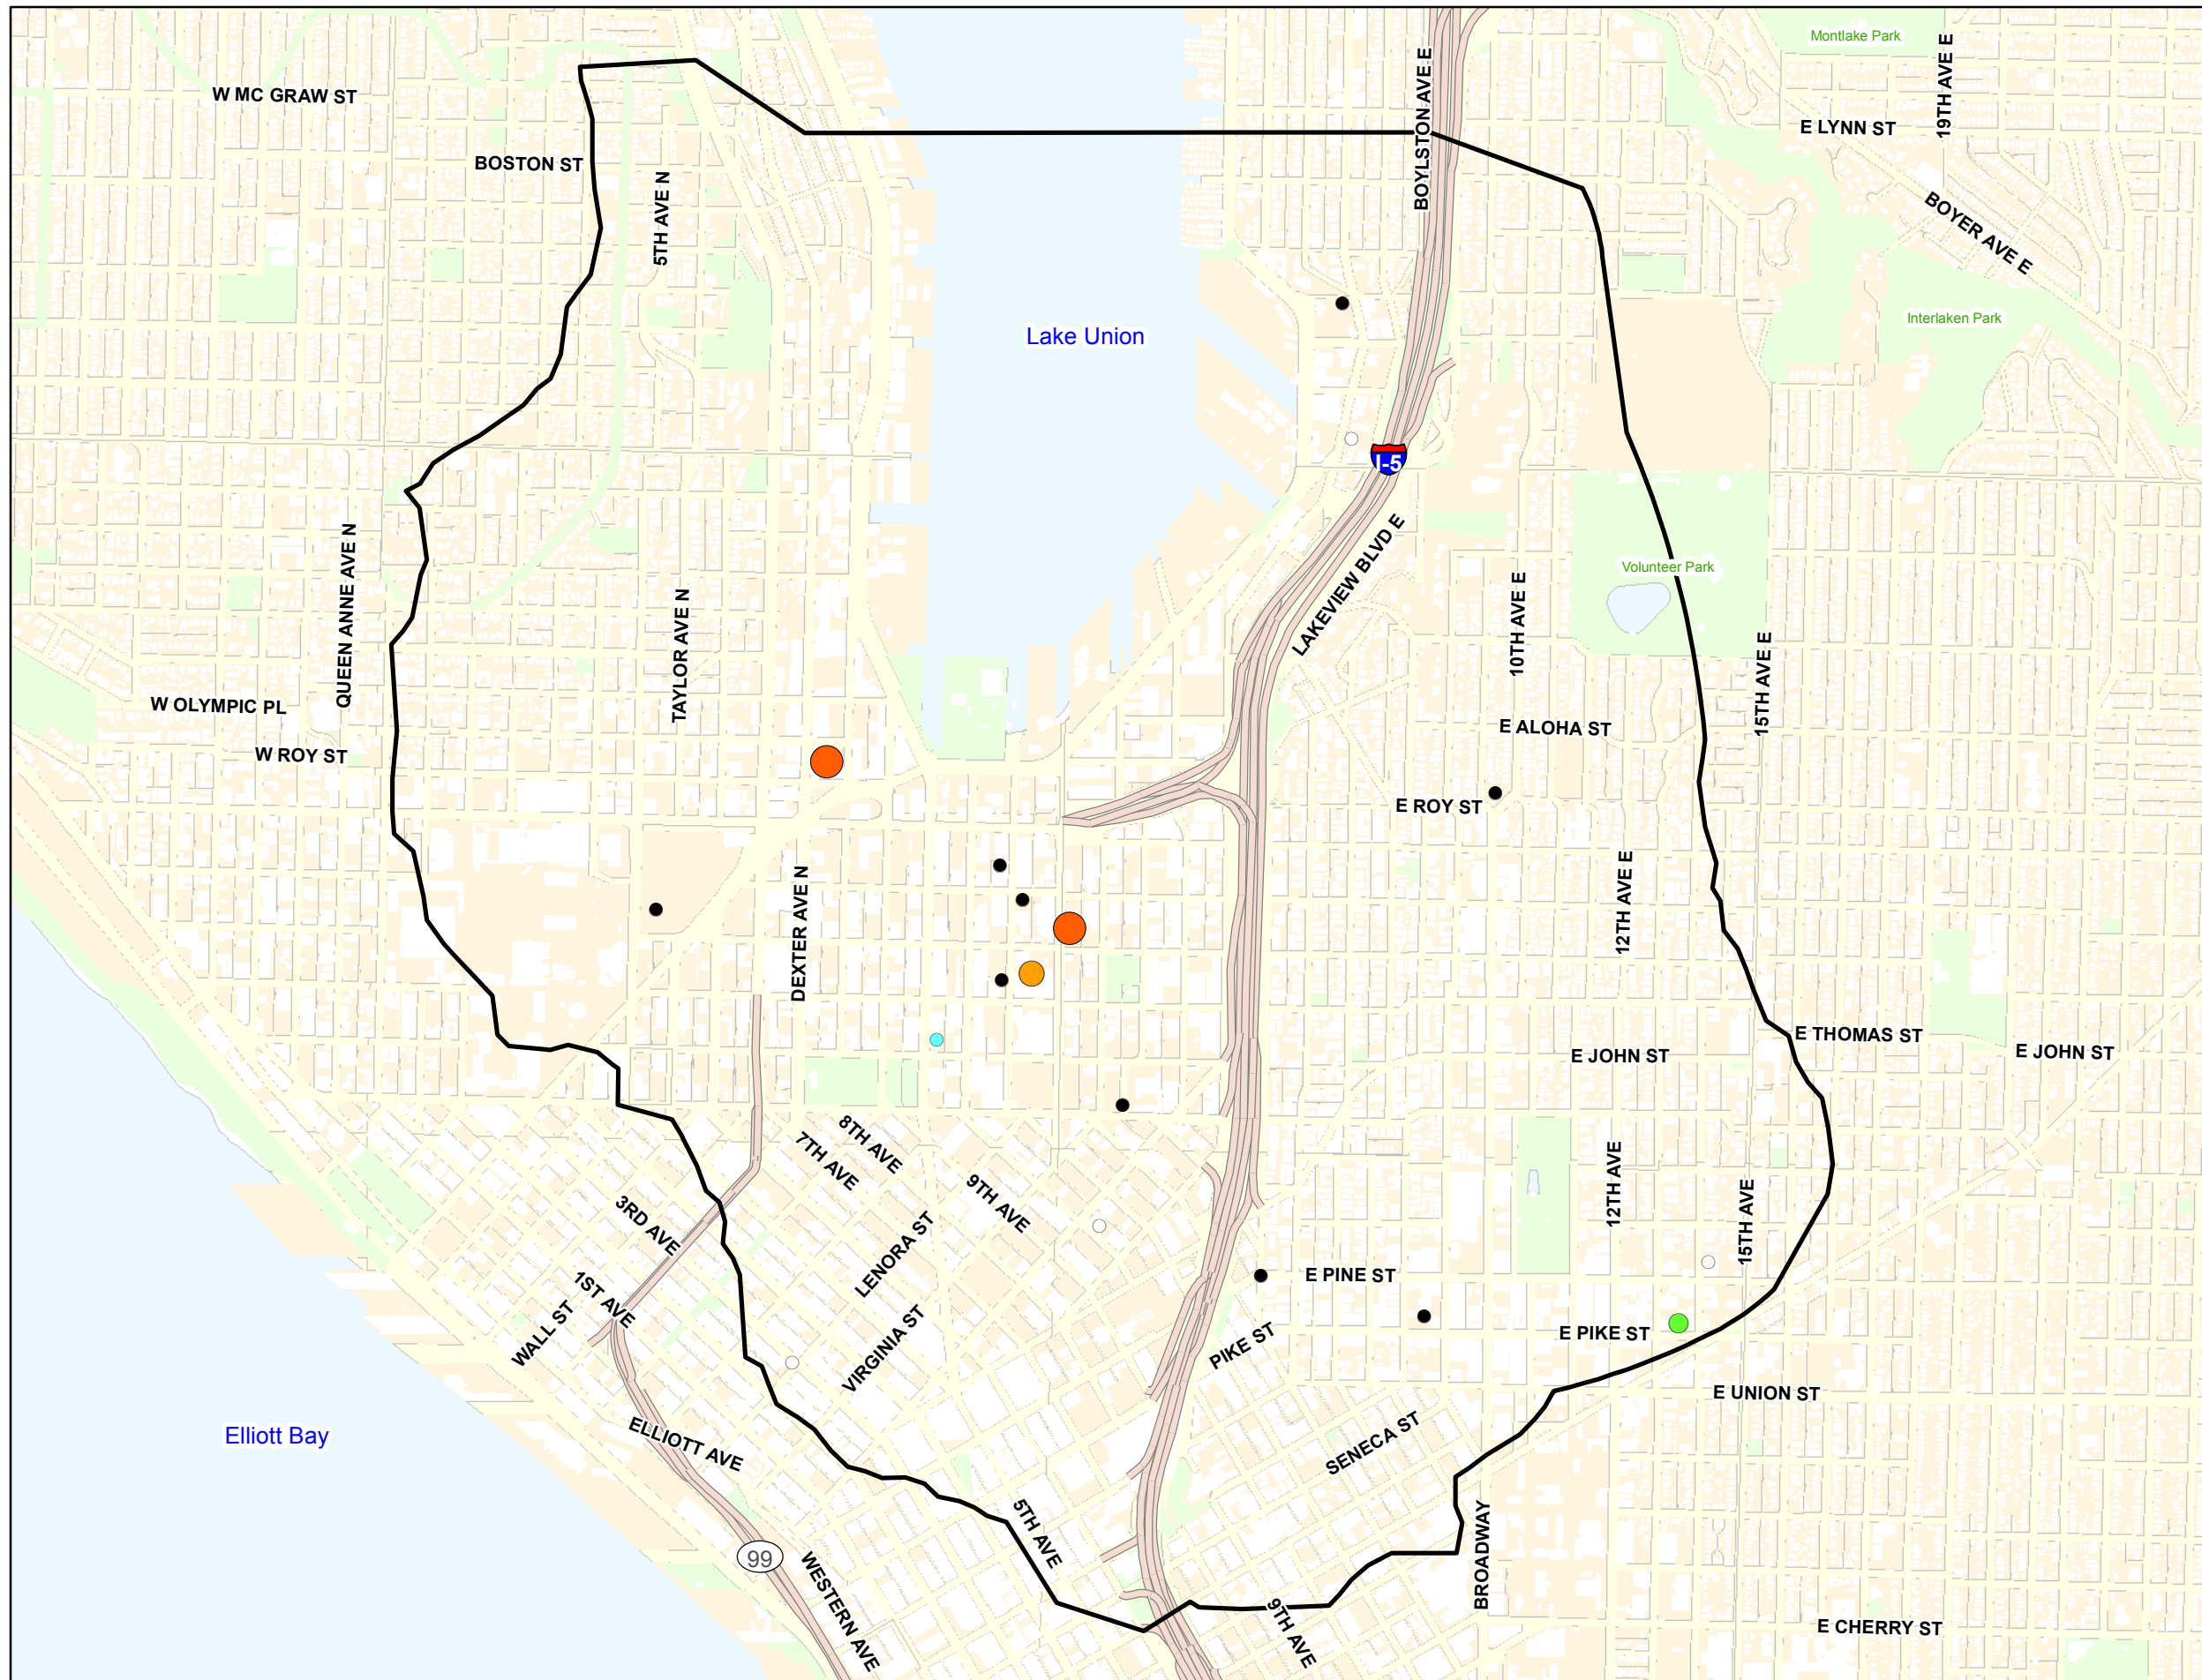 Montlake Park
W MC GRAW ST
BOYLSTON AVE E
19TH AVE E
E LYNN ST
BOSTON ST
5TH AVE N
BOYER AVE E
Lake Union
Interlaken Park
I-5
QUEEN ANNE AVE N
LAKEVIEW BLVD E
Volunteer Park
TAYLOR AVE N
10TH AVE E
15TH AVE E
W OLYMPIC PL
E ALOHA ST
W ROY ST
E ROY ST
DEXTER AVE N
12TH AVE E
E THOMAS ST
E JOHN ST
E JOHN ST
8TH AVE
7TH AVE
12TH AVE
9TH AVE
15TH AVE
3RD AVE
LENORA ST
E PINE ST
1ST AVE
WALL ST
VIRGINIA ST
PIKE ST
E PIKE ST
E UNION ST
Elliott Bay
ELLIOTT AVE
SENECA ST
5TH AVE
BROADWAY
99
WESTERN AVE
9TH AVE
E CHERRY ST